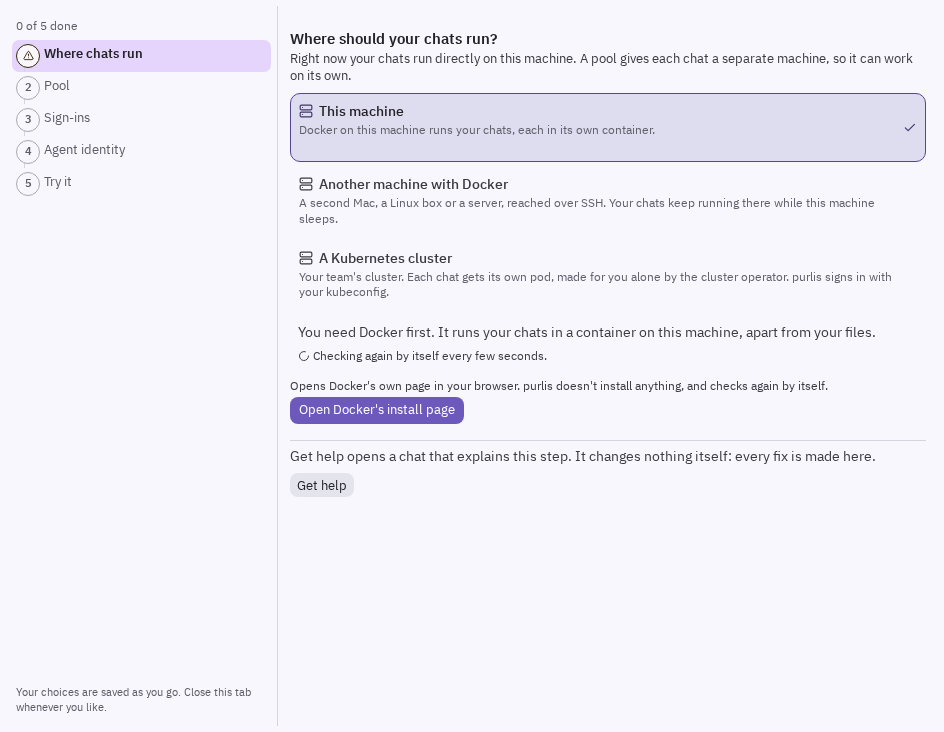 0 of 5 done
Where chats run
2 Pool
3 Sign-ins
4 Agent identity
5 Try it
Your choices are saved as you go. Close this tab
whenever you like.
Where should your chats run?
Right now your chats run directly on this machine. A pool gives each chat a separate machine, so it can work
on its own.
This machine
Docker on this machine runs your chats, each in its own container.
Another machine with Docker
A second Mac, a Linux box or a server, reached over SSH. Your chats keep running there while this machine
sleeps.
A Kubernetes cluster
Your team's cluster. Each chat gets its own pod, made for you alone by the cluster operator. purlis signs in with
your kubeconfig.
You need Docker first. It runs your chats in a container on this machine, apart from your files.
Checking again by itself every few seconds.
Opens Docker's own page in your browser. purlis doesn't install anything, and checks again by itself.
Open Docker's install page
Get help opens a chat that explains this step. It changes nothing itself: every fix is made here.
Get help